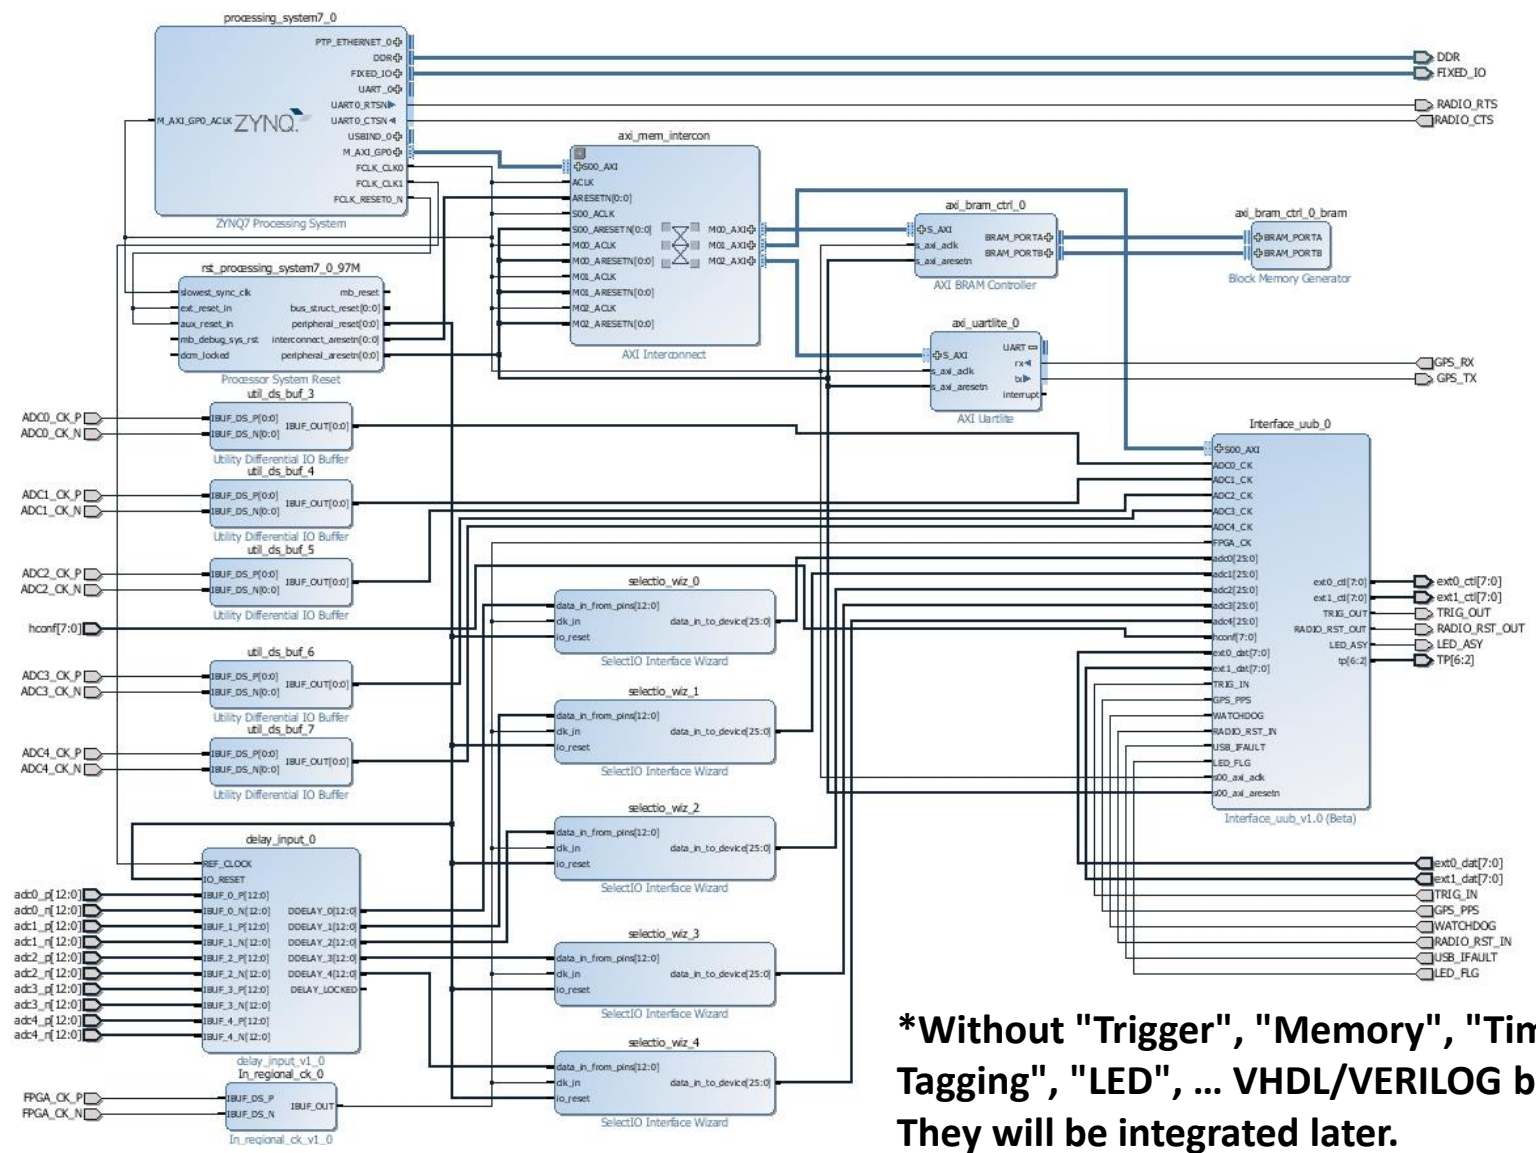 processing_system7_0
PTP_ETHERNET_0
DDR
FIXED_IO
UART_0
UART0_RTSN
M_AXI_GP0_ACLK
ZYNQ.
UART0_CTSN
USBIND_0
M_AXI_GP0
FCLK_CLK0
FCLK_CLK1
FCLK_RESET0_N
ZYNQ7 Processing System
DDR
FIXED_IO
RADIO_RTS
RADIO_CTS
axi_mem_intercon
S00_AXI
ACLK
ARESETN[0:0]
S00_ACLK
S00_ARESETN[0:0]
M00_ACLK
M00_ARESETN[0:0]
M01_ACLK
M01_ARESETN[0:0]
M02_ACLK
M02_ARESETN[0:0]
M00_AXI
M01_AXI
M02_AXI
AXI Interconnect
axi_bram_ctrl_0
S_AXI
s_axi_aclk
s_axi_aresetn
BRAM_PORTA
BRAM_PORTB
AXI BRAM Controller
axi_bram_ctrl_0_bram
BRAM_PORTA
BRAM_PORTB
Block Memory Generator
rst_processing_system7_0_97M
slowest_sync_clk
ext_reset_in
aux_reset_in
mb_debug_sys_rst
dcm_locked
mb_reset
bus_struct_reset[0:0]
peripheral_reset[0:0]
interconnect_aresetn[0:0]
peripheral_aresetn[0:0]
Processor System Reset
axi_uartlite_0
S_AXI
s_axi_aclk
s_axi_aresetn
UART
rx
tx
interrupt
AXI Uartlite
GPS_RX
GPS_TX
util_ds_buf_3
ADC0_CK_P
ADC0_CK_N
IBUF_DS_P[0:0]
IBUF_DS_N[0:0]
IBUF_OUT[0:0]
Utility Differential IO Buffer
util_ds_buf_4
ADC1_CK_P
ADC1_CK_N
IBUF_DS_P[0:0]
IBUF_DS_N[0:0]
IBUF_OUT[0:0]
Utility Differential IO Buffer
util_ds_buf_5
ADC2_CK_P
ADC2_CK_N
IBUF_DS_P[0:0]
IBUF_DS_N[0:0]
IBUF_OUT[0:0]
Utility Differential IO Buffer
hconf[7:0]
util_ds_buf_6
ADC3_CK_P
ADC3_CK_N
IBUF_DS_P[0:0]
IBUF_DS_N[0:0]
IBUF_OUT[0:0]
Utility Differential IO Buffer
util_ds_buf_7
ADC4_CK_P
ADC4_CK_N
IBUF_DS_P[0:0]
IBUF_DS_N[0:0]
IBUF_OUT[0:0]
Utility Differential IO Buffer
selectio_wiz_0
data_in_from_pins[12:0]
clk_in
io_reset
data_in_to_device[25:0]
SelectIO Interface Wizard
selectio_wiz_1
data_in_from_pins[12:0]
clk_in
io_reset
data_in_to_device[25:0]
SelectIO Interface Wizard
selectio_wiz_2
data_in_from_pins[12:0]
clk_in
io_reset
data_in_to_device[25:0]
SelectIO Interface Wizard
selectio_wiz_3
data_in_from_pins[12:0]
clk_in
io_reset
data_in_to_device[25:0]
SelectIO Interface Wizard
selectio_wiz_4
data_in_from_pins[12:0]
clk_in
io_reset
data_in_to_device[25:0]
SelectIO Interface Wizard
Interface_uub_0
S00_AXI
ADC0_CK
ADC1_CK
ADC2_CK
ADC3_CK
ADC4_CK
FPGA_CK
adc0[25:0]
adc1[25:0]
adc2[25:0]
adc3[25:0]
adc4[25:0]
hconf[7:0]
ext0_dat[7:0]
ext1_dat[7:0]
TRIG_IN
GPS_PPS
WATCHDOG
RADIO_RST_IN
USB_IFAULT
LED_FLG
s00_axi_aclk
s00_axi_aresetn
ext0_ctl[7:0]
ext1_ctl[7:0]
TRIG_OUT
RADIO_RST_OUT
LED_ASY
tp[6:2]
Interface_uub_v1.0 (Beta)
ext0_ctl[7:0]
ext1_ctl[7:0]
TRIG_OUT
RADIO_RST_OUT
LED_ASY
TP[6:2]
ext0_dat[7:0]
ext1_dat[7:0]
TRIG_IN
GPS_PPS
WATCHDOG
RADIO_RST_IN
USB_IFAULT
LED_FLG
delay_input_0
adc0_p[12:0]
adc0_n[12:0]
adc1_p[12:0]
adc1_n[12:0]
adc2_p[12:0]
adc2_n[12:0]
adc3_p[12:0]
adc3_n[12:0]
adc4_p[12:0]
adc4_n[12:0]
REF_CLOCK
IO_RESET
IBUF_0_P[12:0]
IBUF_0_N[12:0]
IBUF_1_P[12:0]
IBUF_1_N[12:0]
IBUF_2_P[12:0]
IBUF_2_N[12:0]
IBUF_3_P[12:0]
IBUF_3_N[12:0]
IBUF_4_P[12:0]
IBUF_4_N[12:0]
DDELAY_0[12:0]
DDELAY_1[12:0]
DDELAY_2[12:0]
DDELAY_3[12:0]
DDELAY_4[12:0]
DELAY_LOCKED
delay_input_v1_0
In_regional_ck_0
FPGA_CK_P
FPGA_CK_N
IBUF_DS_P
IBUF_DS_N
IBUF_OUT
In_regional_ck_v1_0
*Without "Trigger", "Memory", "Tim
Tagging", "LED", … VHDL/VERILOG b
They will be integrated later.